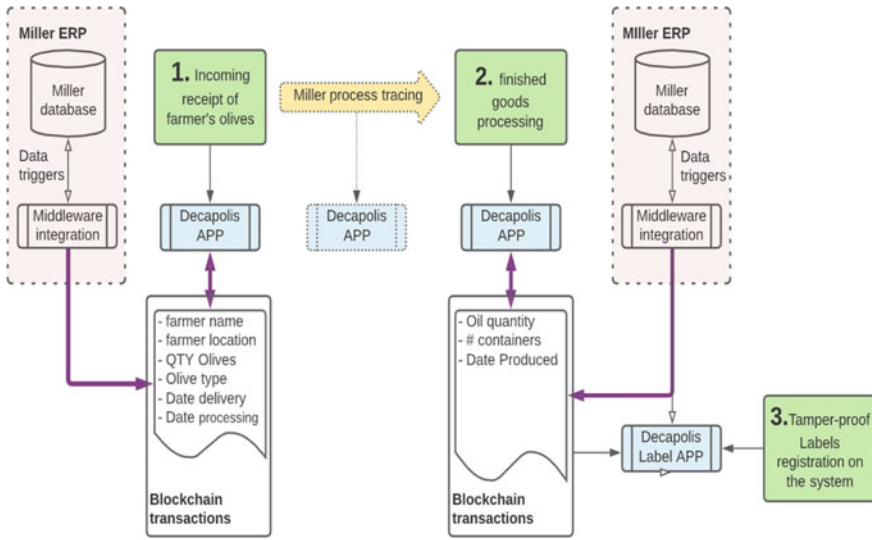 Miller ERP
Miller
database
Data
triggers
Middleware
integration
1. Incoming
receipt of
farmer's olives
Miller process tracing
2. finished
goods
processing
MIller ERP
Miller
database
Data
triggers
Middleware
integration
Decapolis
APP
Decapolis
APP
Decapolis
APP
- farmer name
- farmer location
- QTY Olives
- Olive type
- Date delivery
- Date processing
Blockchain
transactions
- Oil quantity
- # containers
- Date Produced
Blockchain
transactions
Decapolis
Label APP
3.Tamper-proof
Labels
registration on
the system